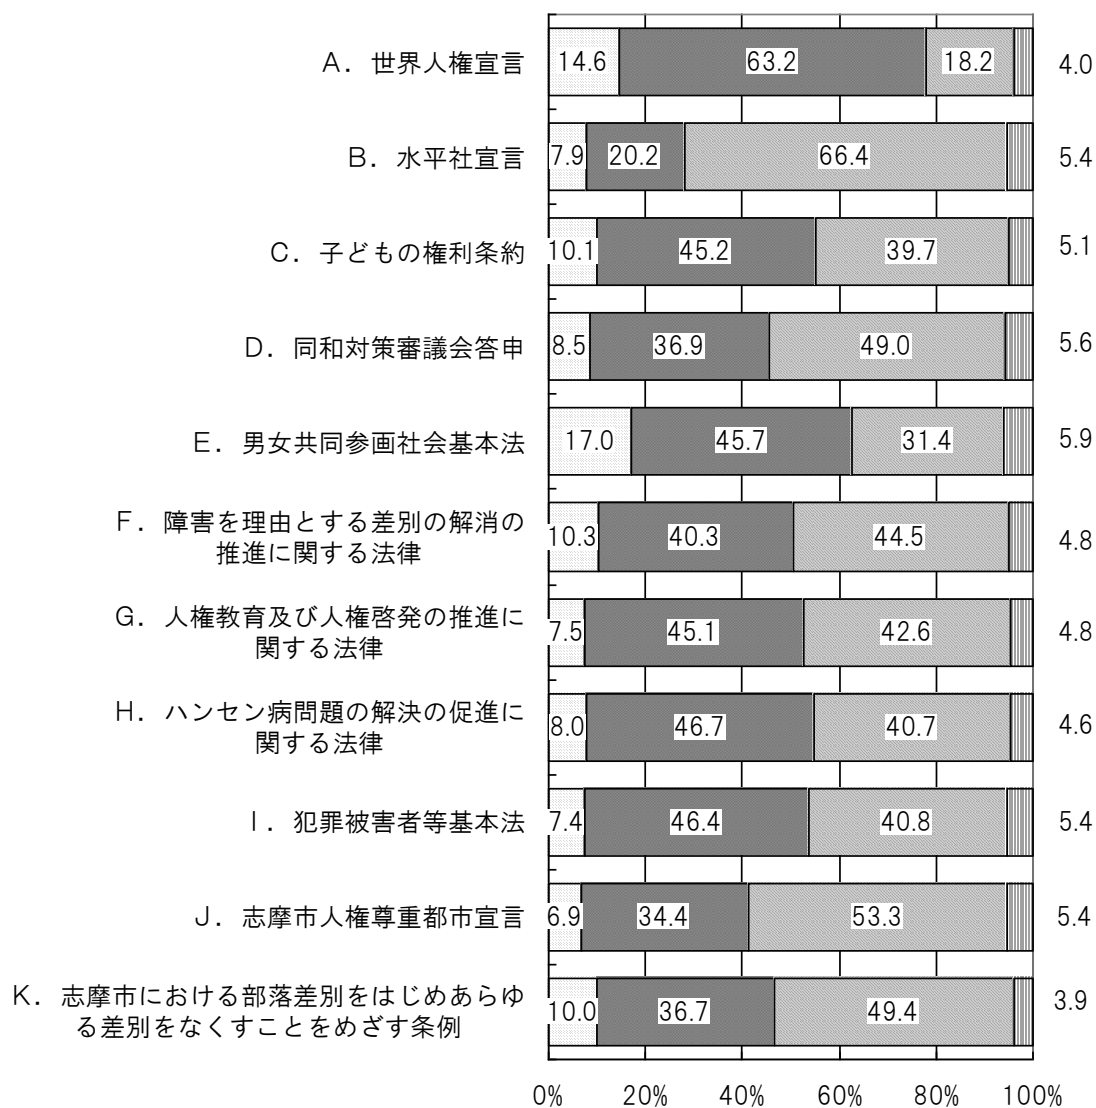 A．世界人権宣言 14.6 63.2 18.2 4.0
B．水平社宣言 7.9 20.2 66.4 5.4
C．子どもの権利条約 10.1 45.2 39.7 5.1
D．同和対策審議会答申 8.5 36.9 49.0 5.6
E．男女共同参画社会基本法 17.0 45.7 31.4 5.9
F．障害を理由とする差別の解消の
推進に関する法律 10.3 40.3 44.5 4.8
G．人権教育及び人権啓発の推進に
関する法律 7.5 45.1 42.6 4.8
H．ハンセン病問題の解決の促進に
関する法律 8.0 46.7 40.7 4.6
I．犯罪被害者等基本法 7.4 46.4 40.8 5.4
J．志摩市人権尊重都市宣言 6.9 34.4 53.3 5.4
K．志摩市における部落差別をはじめあらゆ
る差別をなくすことをめざす条例 10.0 36.7 49.4 3.9
0% 20% 40% 60% 80% 100%